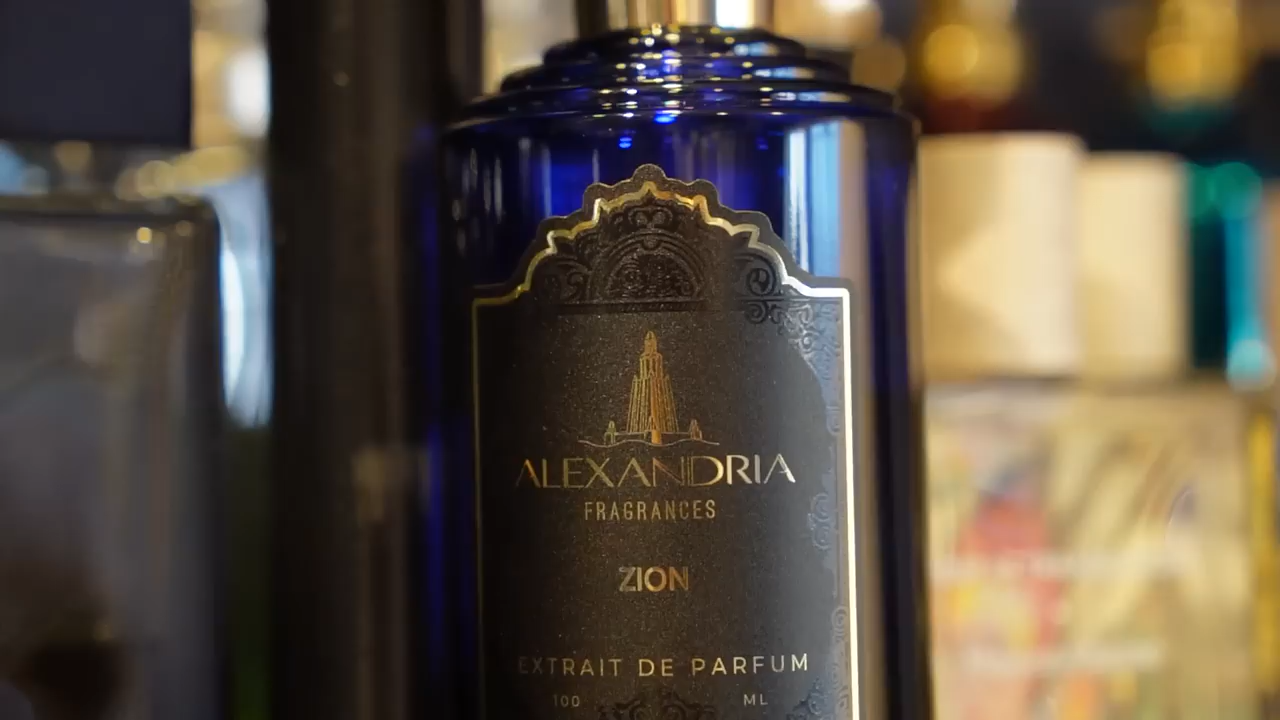 ALEXANDRIA
FRAGRANCES
ZION
EXTRAIT DE PARFUM
100 ML